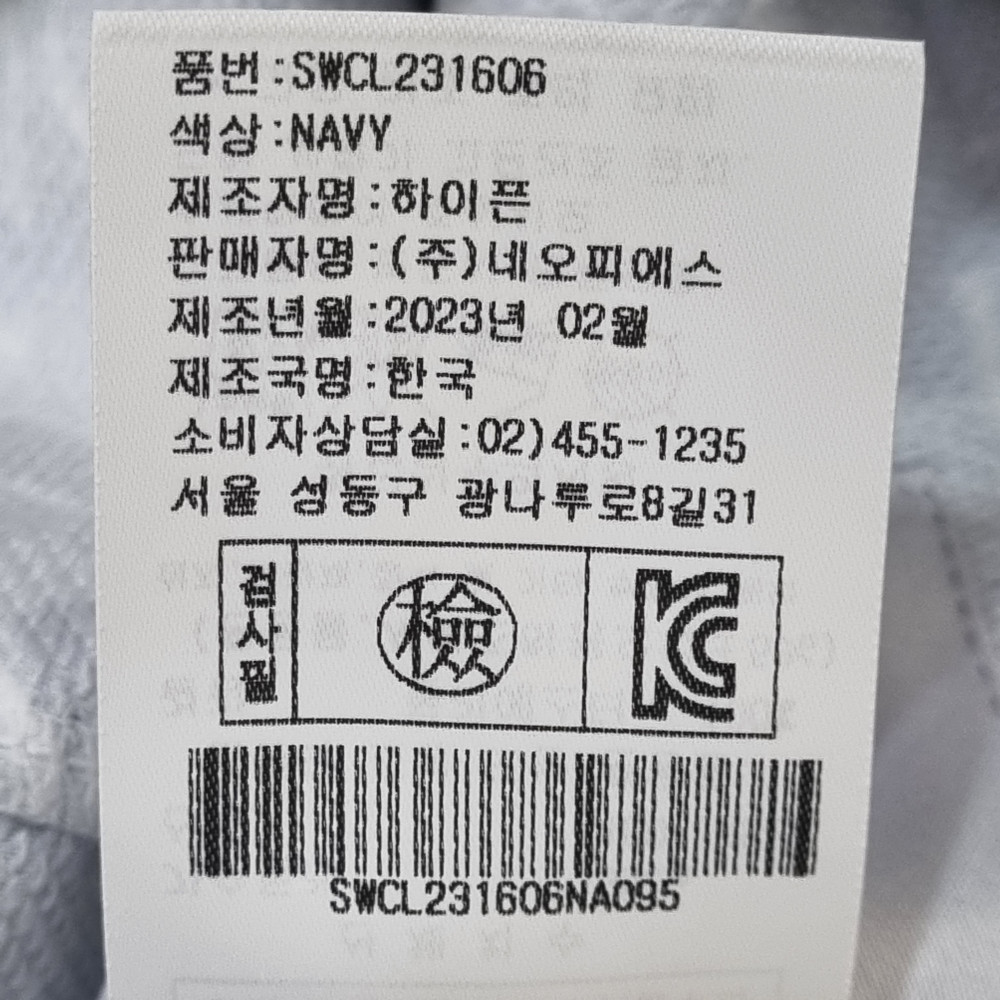 품번:SWCL231606
색상:NAVY
제조자명:하이픈
판매자명:(주)네오피에스
제조년월:2023년 02월
제조국명:한국
소비자상담실:02)455-1235
서울 성동구 광나루로8길31
검사필
檢
KC
SWCL231606NA095